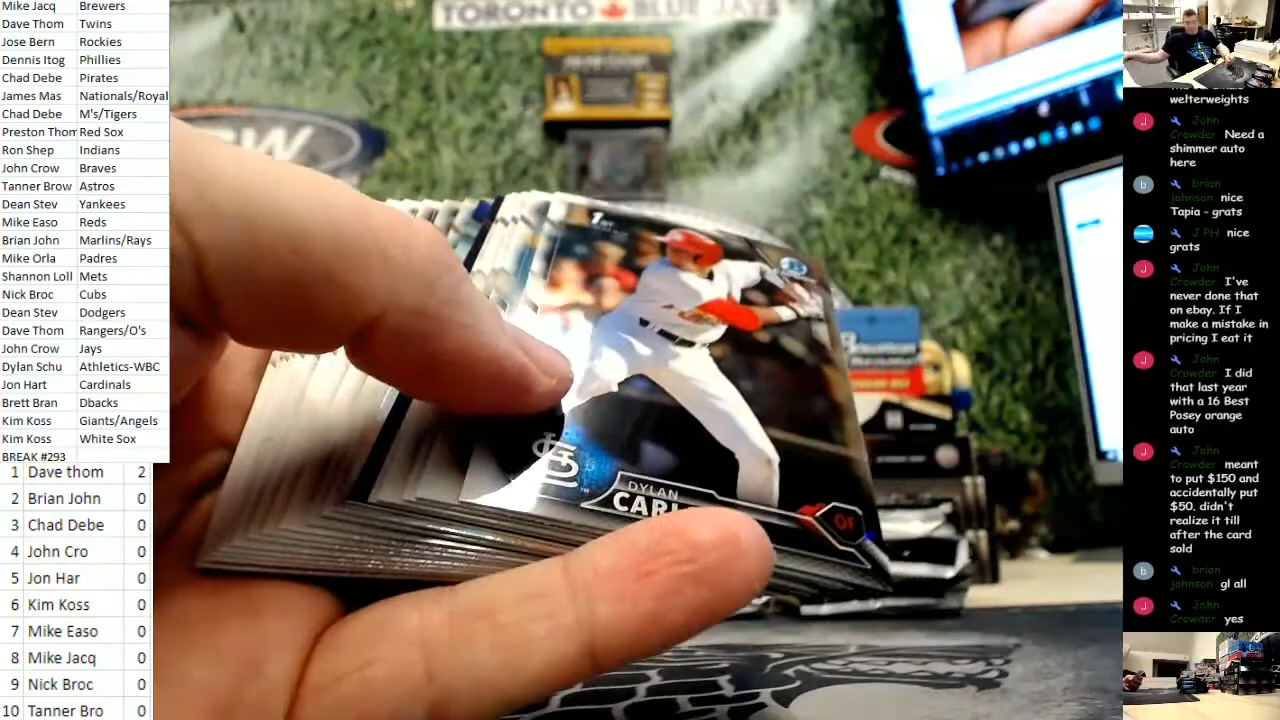 Mike Jacq Brewers
Dave Thom Twins
Jose Bern Rockies
Dennis Itog Phillies
Chad Debe Pirates
James Mas Nationals/Royal
Chad Debe M's/Tigers
Preston Thom Red Sox
Ron Shep Indians
John Crow Braves
Tanner Brow Astros
Dean Stev Yankees
Mike Easo Reds
Brian John Marlins/Rays
Mike Orla Padres
Shannon Loll Mets
Nick Broc Cubs
Dean Stev Dodgers
Dave Thom Rangers/O's
John Crow Jays
Dylan Schu Athletics-WBC
Jon Hart Cardinals
Brett Bran Dbacks
Kim Koss Giants/Angels
Kim Koss White Sox
BREAK #293
1 Dave thom 2
2 Brian John 0
3 Chad Debe 0
4 John Cro 0
5 Jon Har 0
6 Kim Koss 0
7 Mike Easo 0
8 Mike Jacq 0
9 Nick Broc 0
10 Tanner Bro 0
TORONTO BLUE JAYS
1st
DYLAN
CARL
OF
Bowman
welterweights
J John
Crowder Need a
shimmer auto
here
b brian
johnson nice
Tapia - grats
J PH nice
grats
J John
Crowder I've
never done that
on ebay. If I
make a mistake in
pricing I eat it
J John
Crowder I did
that last year
with a 16 Best
Posey orange
auto
J John
Crowder meant
to put $150 and
accidentally put
$50. didn't
realize it till
after the card
sold
b brian
johnson gl all
J John
Crowder yes